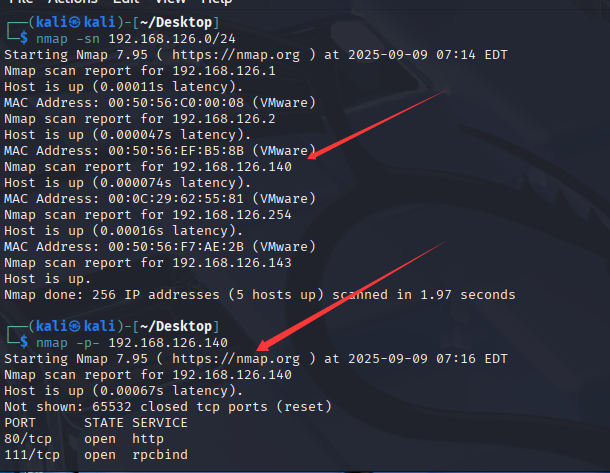 File Actions Edit View Help
┌──(kali㉿kali)-[~/Desktop]
└─$ nmap -sn 192.168.126.0/24
Starting Nmap 7.95 ( https://nmap.org ) at 2025-09-09 07:14 EDT
Nmap scan report for 192.168.126.1
Host is up (0.00011s latency).
MAC Address: 00:50:56:C0:00:08 (VMware)
Nmap scan report for 192.168.126.2
Host is up (0.000047s latency).
MAC Address: 00:50:56:EF:B5:8B (VMware)
Nmap scan report for 192.168.126.140
Host is up (0.000074s latency).
MAC Address: 00:0C:29:62:55:81 (VMware)
Nmap scan report for 192.168.126.254
Host is up (0.00016s latency).
MAC Address: 00:50:56:F7:AE:2B (VMware)
Nmap scan report for 192.168.126.143
Host is up.
Nmap done: 256 IP addresses (5 hosts up) scanned in 1.97 seconds
┌──(kali㉿kali)-[~/Desktop]
└─$ nmap -p- 192.168.126.140
Starting Nmap 7.95 ( https://nmap.org ) at 2025-09-09 07:16 EDT
Nmap scan report for 192.168.126.140
Host is up (0.00067s latency).
Not shown: 65532 closed tcp ports (reset)
PORT STATE SERVICE
80/tcp open http
111/tcp open rpcbind